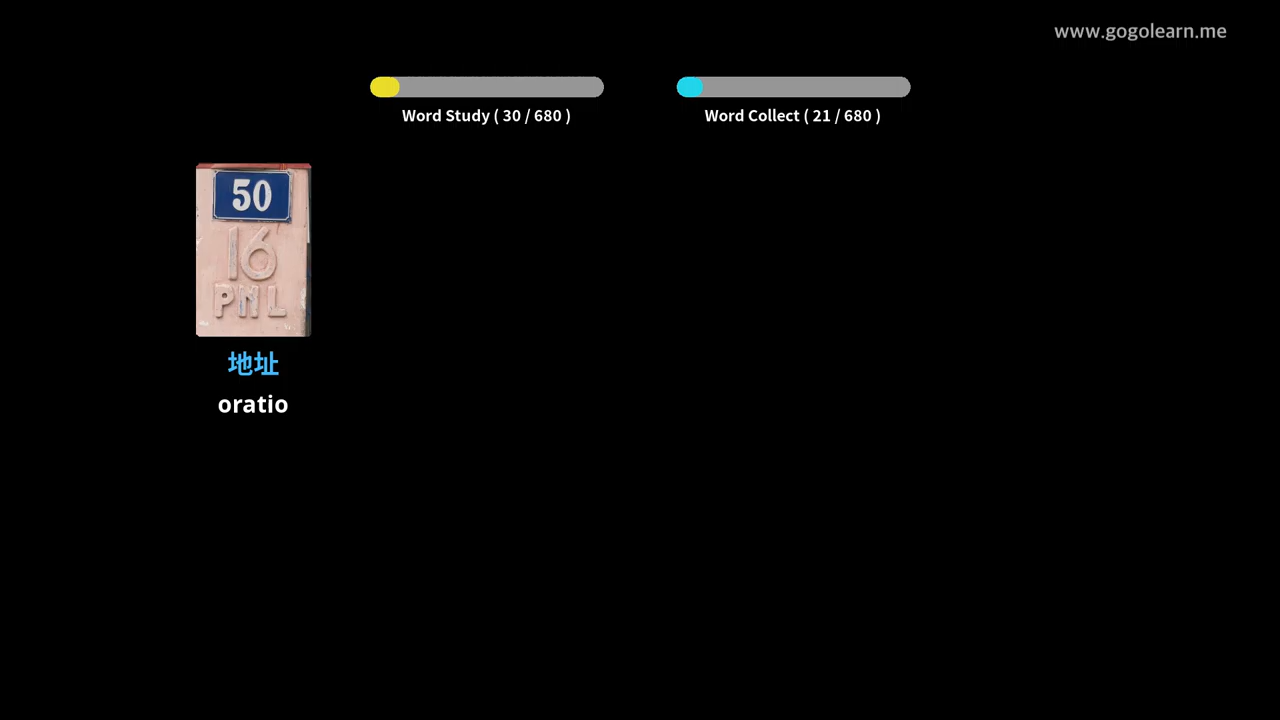 www.gogolearn.me
Word Study ( 30 / 680 )
Word Collect ( 21 / 680 )
50
16
PNL
地址
oratio